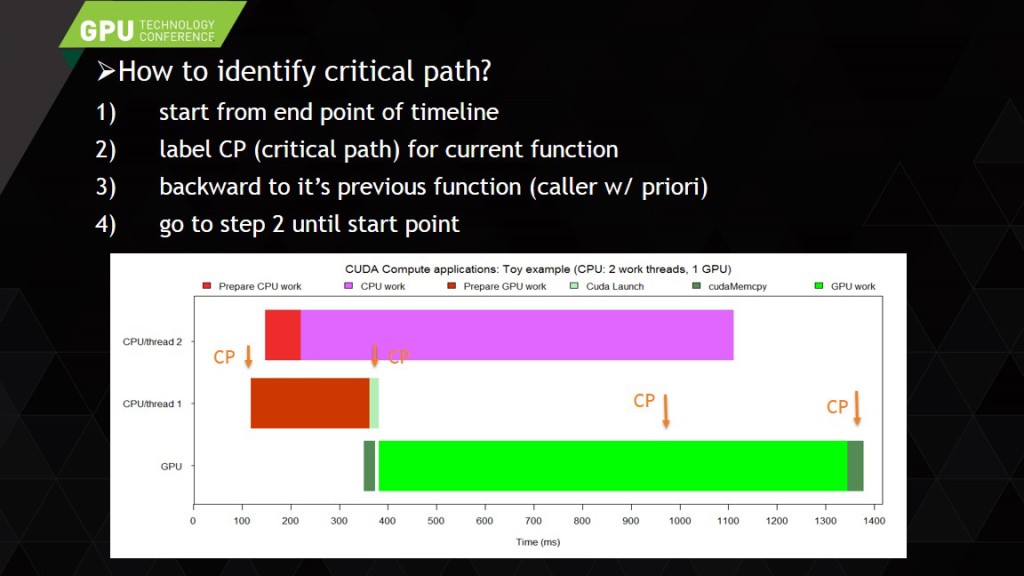 GPU TECHNOLOGY
CONFERENCE
➢How to identify critical path?
1) start from end point of timeline
2) label CP (critical path) for current function
3) backward to it's previous function (caller w/ priori)
4) go to step 2 until start point
CUDA Compute applications: Toy example (CPU: 2 work threads, 1 GPU)
Prepare CPU work CPU work Prepare GPU work Cuda Launch cudaMemcpy GPU work
CPU/thread 2
CP CP
CPU/thread 1
CP CP
GPU
0 100 200 300 400 500 600 700 800 900 1000 1100 1200 1300 1400
Time (ms)